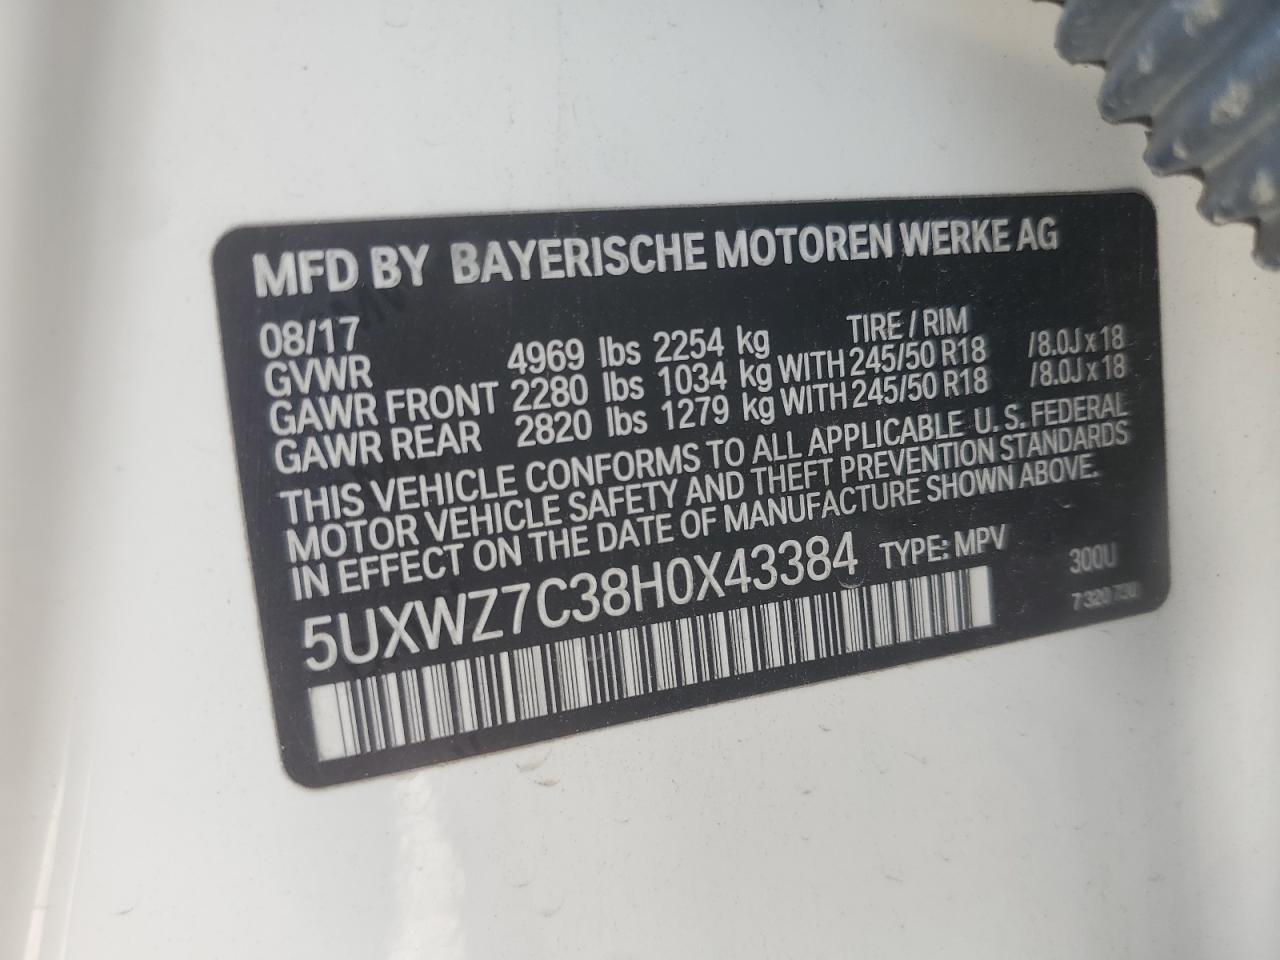 MFD BY BAYERISCHE MOTOREN WERKE AG
08/17 TIRE / RIM
GVWR 4969 lbs 2254 kg
GAWR FRONT 2280 lbs 1034 kg WITH 245/50 R18 /8.0J x 18
GAWR REAR 2820 lbs 1279 kg WITH 245/50 R18 /8.0J x 18
THIS VEHICLE CONFORMS TO ALL APPLICABLE U.S. FEDERAL
MOTOR VEHICLE SAFETY AND THEFT PREVENTION STANDARDS
IN EFFECT ON THE DATE OF MANUFACTURE SHOWN ABOVE.
5UXWZ7C38H0X43384 TYPE: MPV 300U
7 320 730